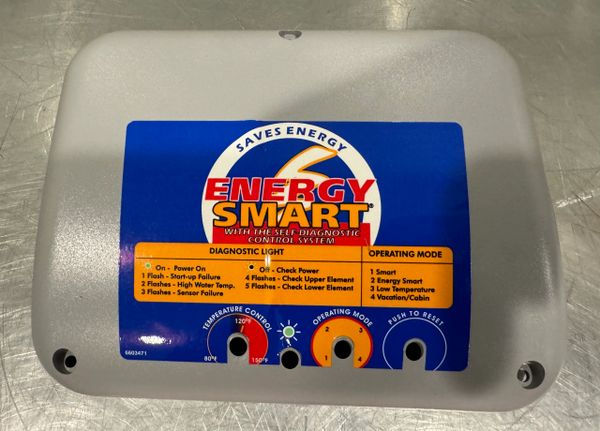 SAVES ENERGY
6
ENERGY
SMART®
WITH THE SELF-DIAGNOSTIC
CONTROL SYSTEM
DIAGNOSTIC LIGHT
On - Power On
1 Flash - Start-up Failure
2 Flashes - High Water Temp.
3 Flashes - Sensor Failure
Off - Check Power
4 Flashes - Check Upper Element
5 Flashes - Check Lower Element
OPERATING MODE
1 Smart
2 Energy Smart
3 Low Temperature
4 Vacation/Cabin
TEMPERATURE CONTROL
120°F
80°F
150°F
OPERATING MODE
2 3
1 4
PUSH TO RESET
6603471